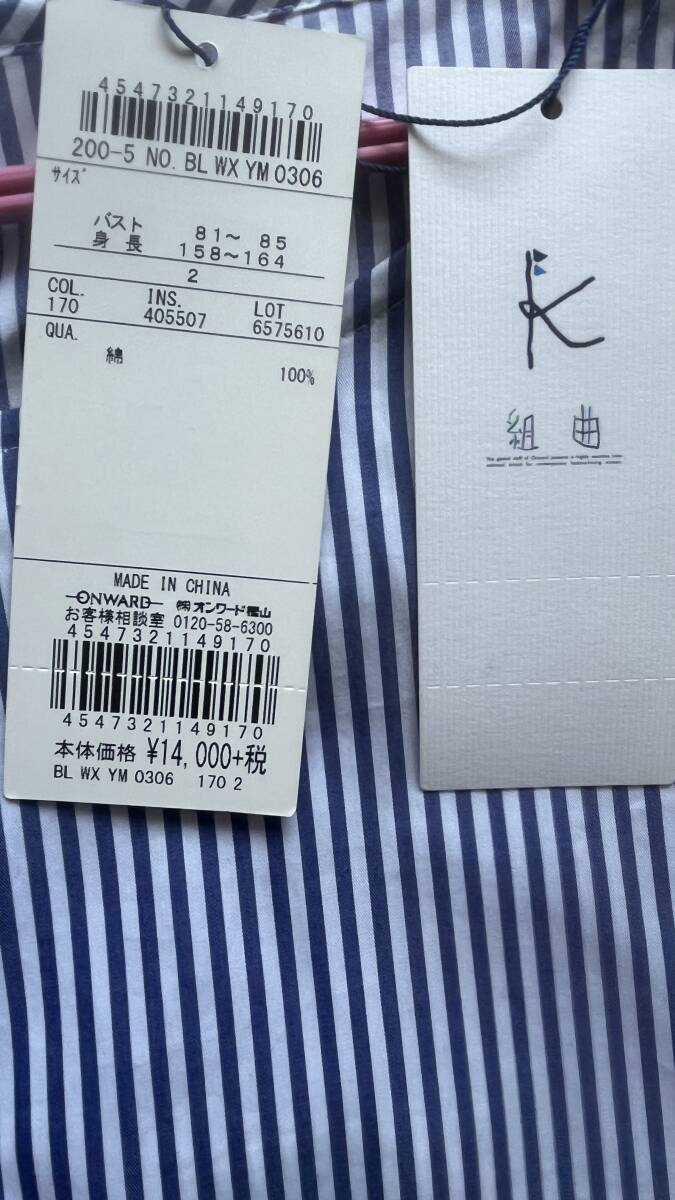 4547321149170
200-5 NO. BL WX YM 0306
サイズ
バスト 81～ 85
身長 158～164
2
COL. INS. LOT
170 405507 6575610
QUA.
綿 100%
MADE IN CHINA
ONWARD ㈱オンワード樫山
お客様相談室 0120-58-6300
4547321149170
4547321149170
本体価格 ¥14,000+税
BL WX YM 0306 170 2
K
組曲